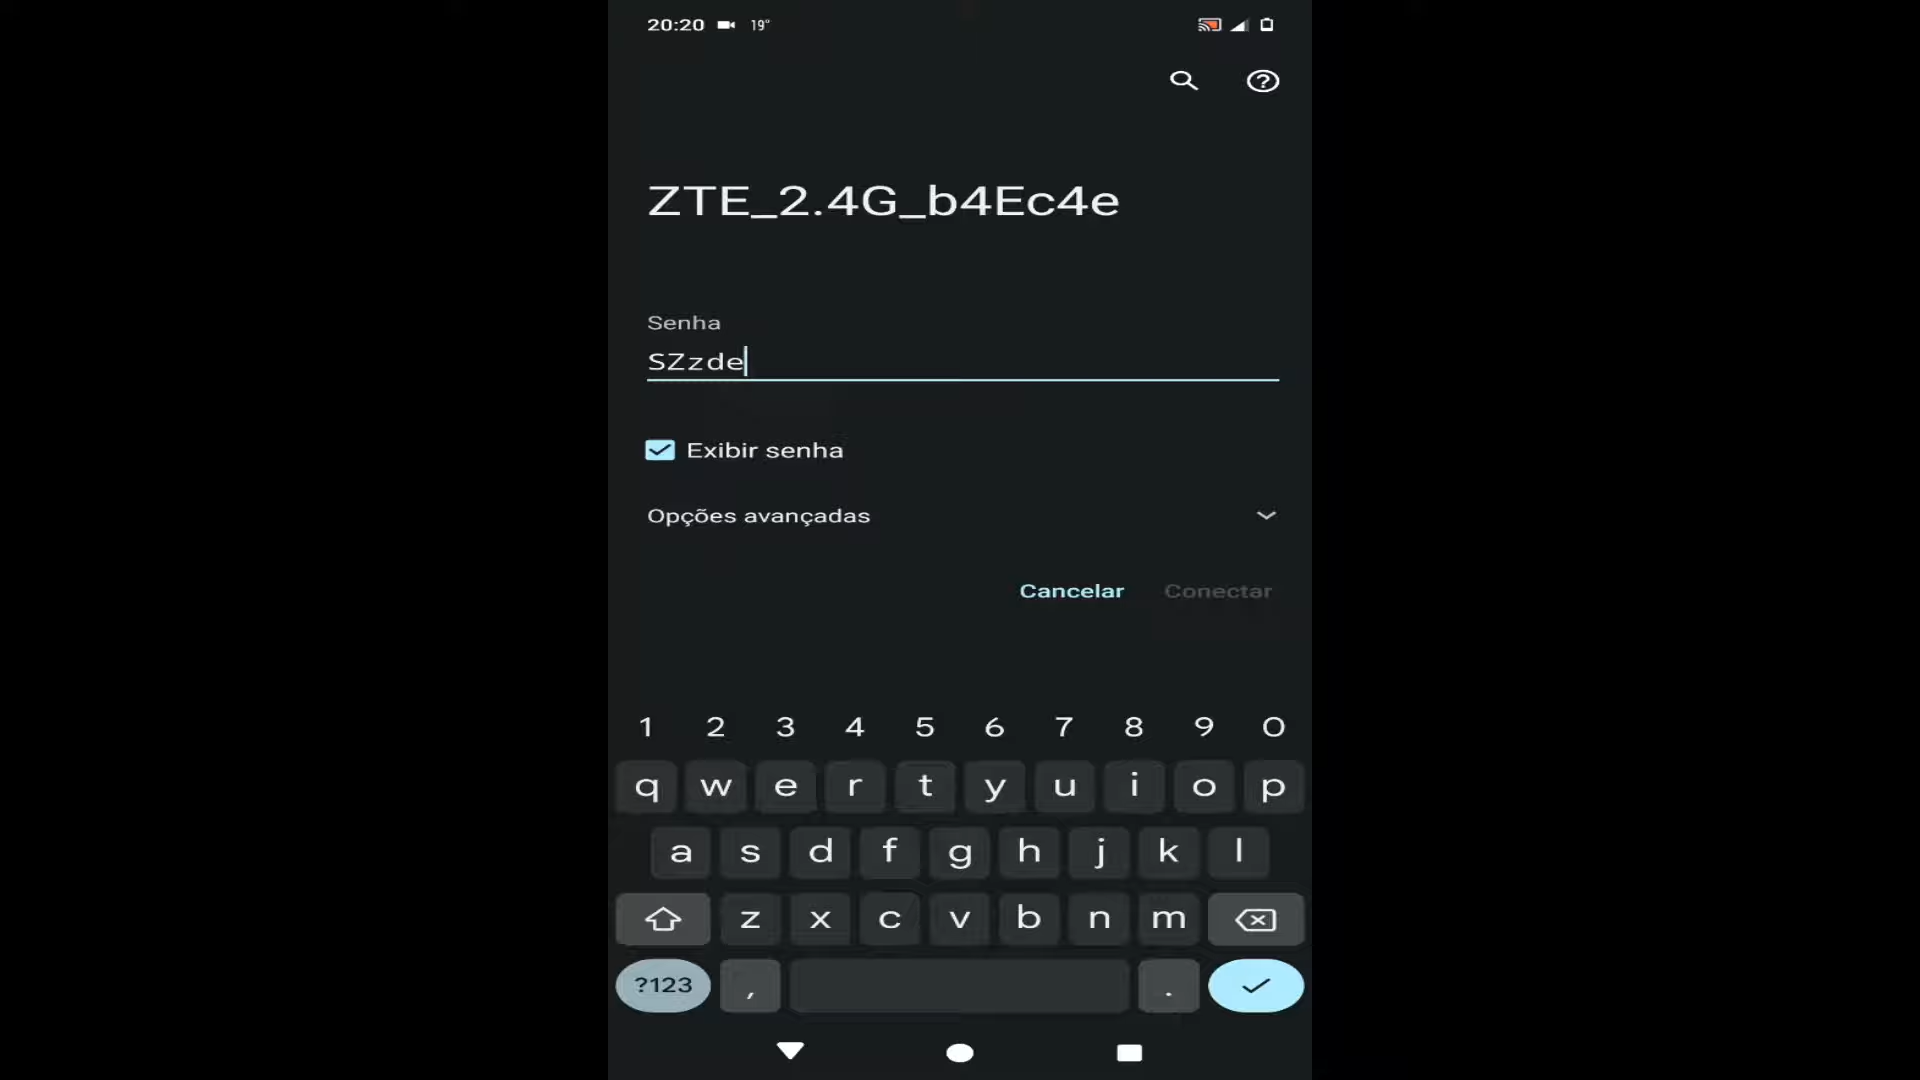 20:20 19°
ZTE_2.4G_b4Ec4e
Senha
SZzde
Exibir senha
Opções avançadas
Cancelar Conectar
1 2 3 4 5 6 7 8 9 0
q w e r t y u i o p
a s d f g h j k l
z x c v b n m
?123 , .